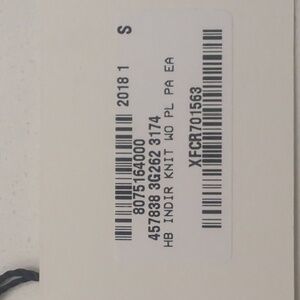 2018 1 S
8075164000
457838 3G262 3174
HB INDIR KNIT WO PL PA EA
XFCR701563